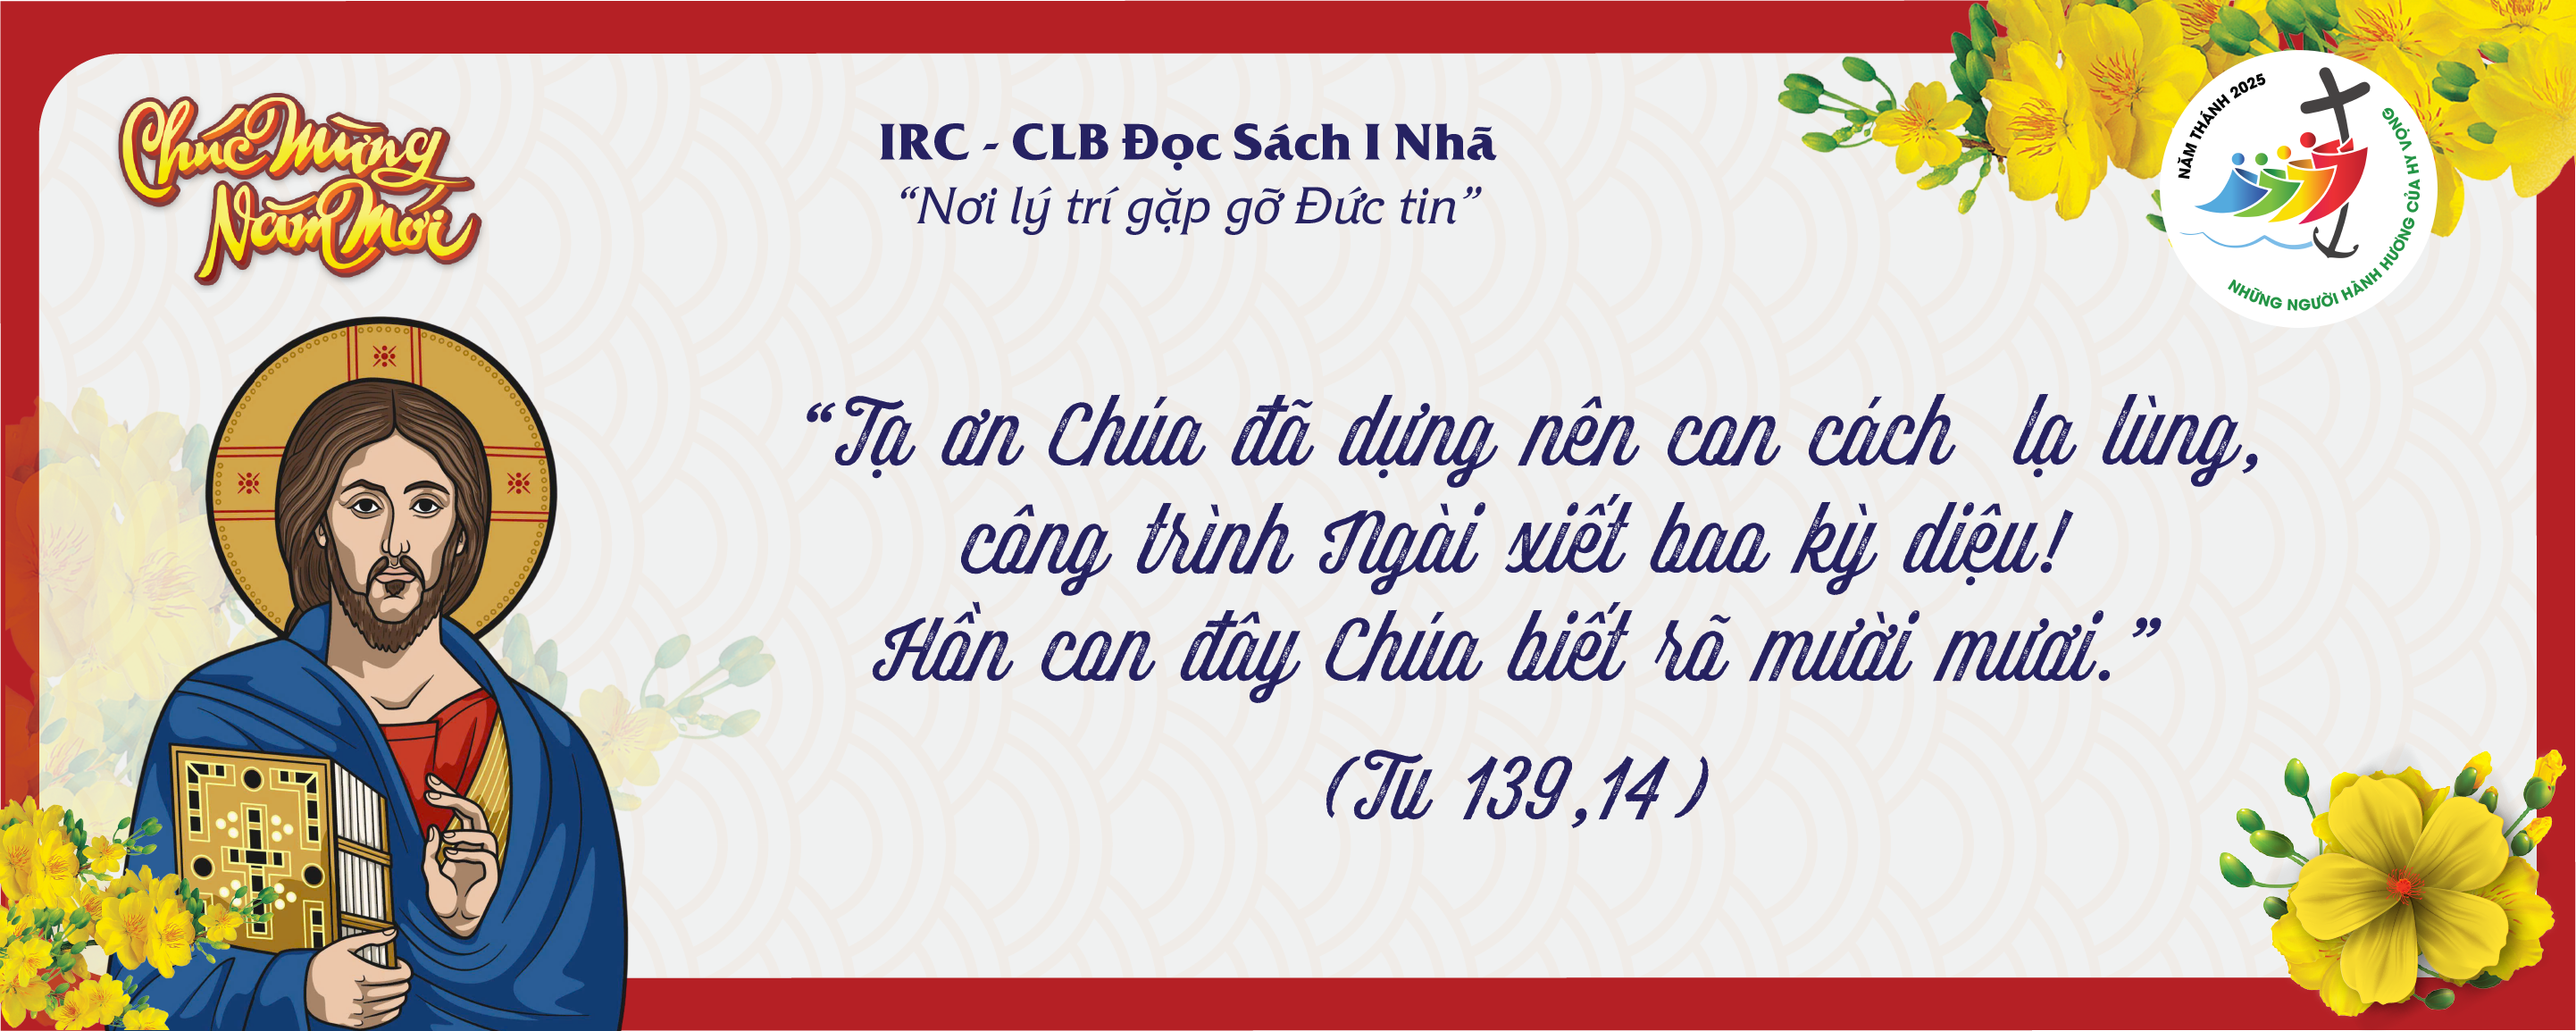 Chúc Mừng
Năm Mới
IRC - CLB Đọc Sách I Nhã
“Nơi lý trí gặp gỡ Đức tin”
NĂM THÁNH 2025
NHỮNG NGƯỜI HÀNH HƯƠNG CỦA HY VỌNG
“Tạ ơn Chúa đã dựng nên con cách lạ lùng,
công trình Ngài xiết bao kỳ diệu!
Hồn con đây Chúa biết rõ mười mươi.”
(Tv 139,14)